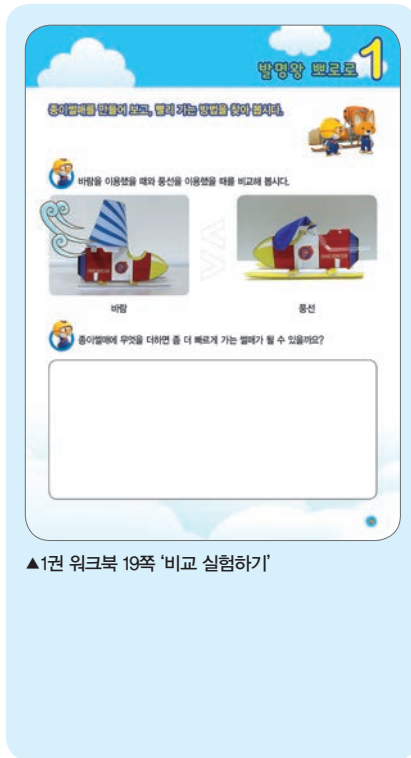 발명왕 뽀로로 1
종이썰매를 만들어 보고, 빨리 가는 방법을 찾아 봅시다.
바람을 이용했을 때와 풍선을 이용했을 때를 비교해 봅시다.
VS
바람
풍선
종이썰매에 무엇을 더하면 좀 더 빠르게 가는 썰매가 될 수 있을까요?
▲1권 워크북 19쪽 ‘비교 실험하기’